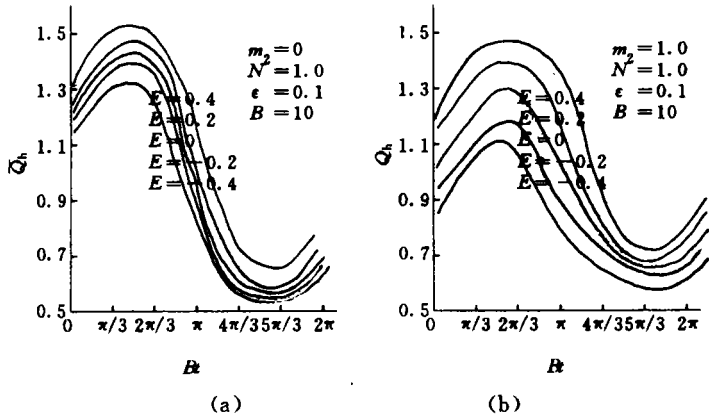 1.5
1.3
1.1
0.9
0.7
0.5
Q̅h
m2=0
N²=1.0
ϵ=0.1
B=10
E=0.4
E=0.2
E=0
E=-0.2
E=-0.4
0 π/3 2π/3 π 4π/3 5π/3 2π
Bt
(a)
1.5
1.3
1.1
0.9
0.7
0.5
Qh
m2=1.0
N²=1.0
ϵ=0.1
B=10
E=0.4
E=0.2
E=0
E=-0.2
E=-0.4
0 π/3 2π/3 π 4π/3 5π/3 2π
Bt
(b)